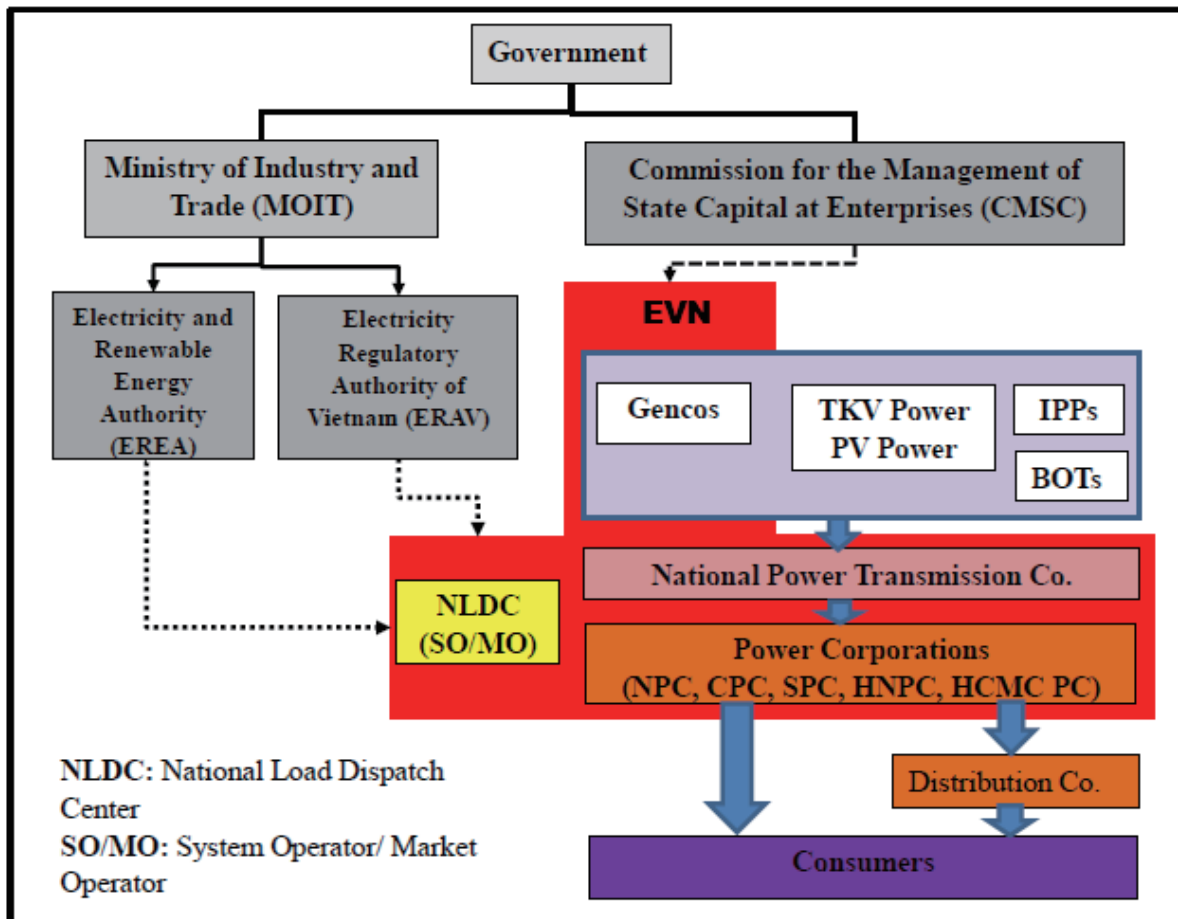 Government
Ministry of Industry and
Trade (MOIT)
Commission for the Management of
State Capital at Enterprises (CMSC)
Electricity and
Renewable
Energy
Authority
(EREA)
Electricity
Regulatory
Authority of
Vietnam (ERAV)
EVN
Gencos
TKV Power
PV Power
IPPs
BOTs
National Power Transmission Co.
NLDC
(SO/MO)
Power Corporations
(NPC, CPC, SPC, HNPC, HCMC PC)
Distribution Co.
Consumers
NLDC: National Load Dispatch
Center
SO/MO: System Operator/ Market
Operator